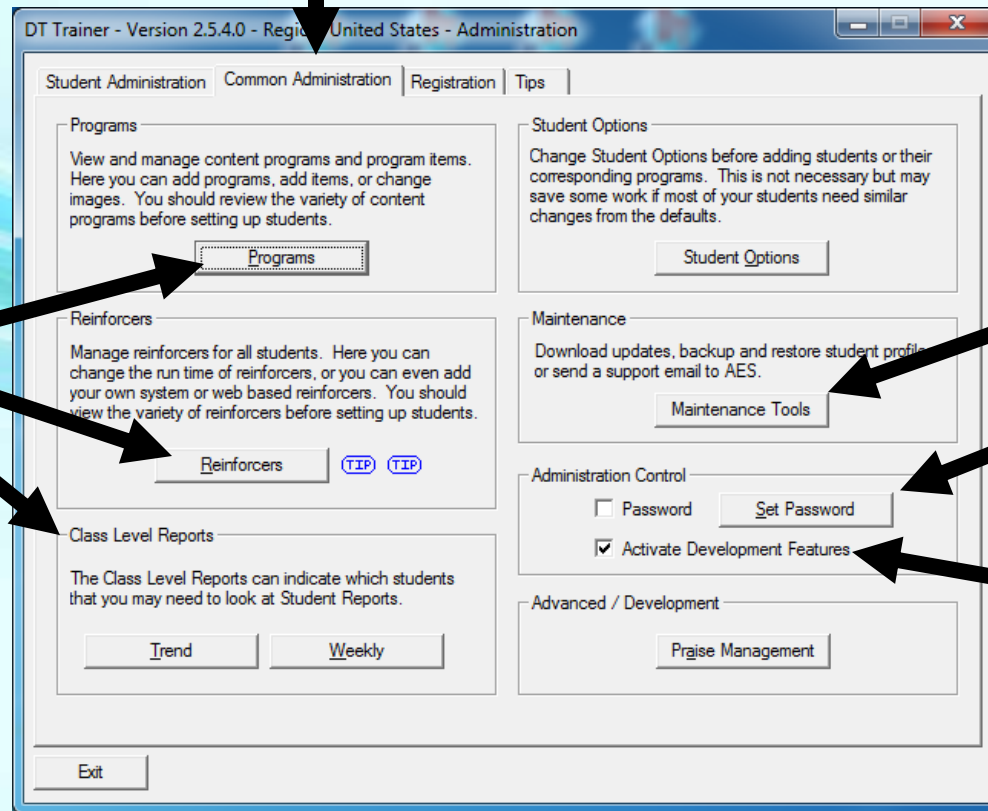 DT Trainer - Version 2.5.4.0 - Regio United States - Administration
Student Administration Common Administration Registration Tips
Programs
View and manage content programs and program items.
Here you can add programs, add items, or change
images. You should review the variety of content
programs before setting up students.
Programs
Student Options
Change Student Options before adding students or their
corresponding programs. This is not necessary but may
save some work if most of your students need similar
changes from the defaults.
Student Options
Reinforcers
Manage reinforcers for all students. Here you can
change the run time of reinforcers, or you can even add
your own system or web based reinforcers. You should
view the variety of reinforcers before setting up students.
Reinforcers TIP TIP
Maintenance
Download updates, backup and restore student profile
or send a support email to AES.
Maintenance Tools
Administration Control
Password Set Password
Activate Development Features
Class Level Reports
The Class Level Reports can indicate which students
that you may need to look at Student Reports.
Trend Weekly
Advanced / Development
Praise Management
Exit